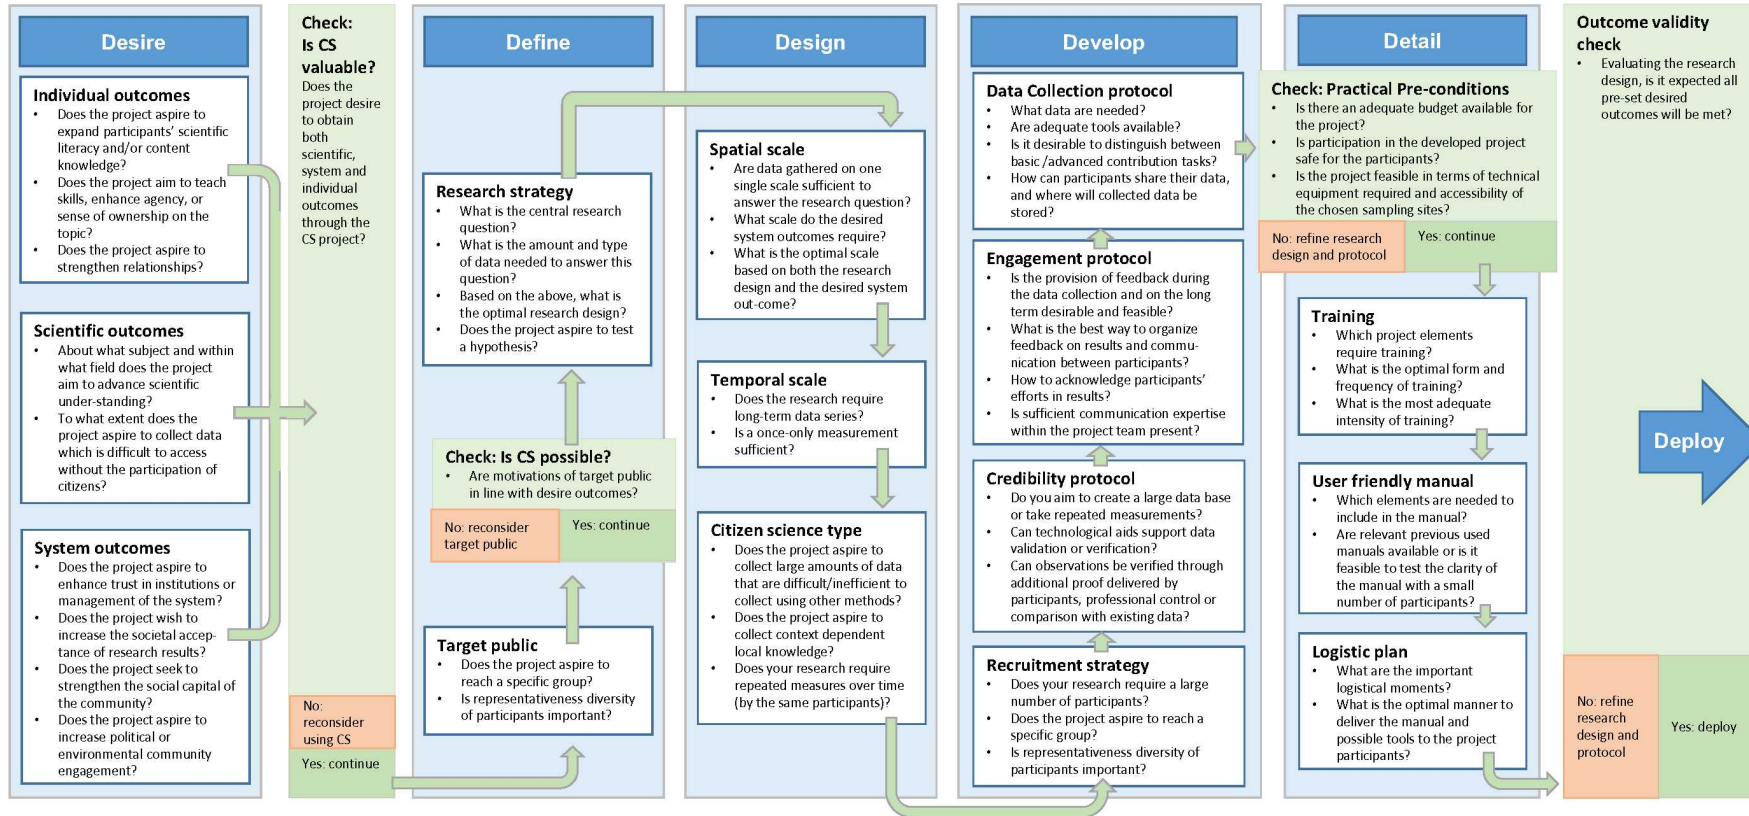 Desire
Individual outcomes
• Does the project aspire to
expand participants' scientific
literacy and/or content
knowledge?
• Does the project aim to teach
skills, enhance agency, or
sense of ownership on the
topic?
• Does the project aspire to
strengthen relationships?
Scientific outcomes
• About what subject and within
what field does the project
aim to advance scientific
under-standing?
• To what extent does the
project aspire to collect data
which is difficult to access
without the participation of
citizens?
System outcomes
• Does the project aspire to
enhance trust in institutions or
management of the system?
• Does the project wish to
increase the societal accep-
tance of research results?
• Does the project seek to
strengthen the social capital of
the community?
• Does the project aspire to
increase political or
environmental community
engagement?
Check:
Is CS
valuable?
Does the
project desire
to obtain
both
scientific,
system and
individual
outcomes
through the
CS project?
No:
reconsider
using CS
Yes: continue
Define
Research strategy
• What is the central research
question?
• What is the amount and type
of data needed to answer this
question?
• Based on the above, what is
the optimal research design?
• Does the project aspire to test
a hypothesis?
Check: Is CS possible?
• Are motivations of target public
in line with desire outcomes?
No: reconsider
target public
Yes: continue
Target public
• Does the project aspire to
reach a specific group?
• Is representativeness diversity
of participants important?
Design
Spatial scale
• Are data gathered on one
single scale sufficient to
answer the research question?
• What scale do the desired
system outcomes require?
• What is the optimal scale
based on both the research
design and the desired system
out-come?
Temporal scale
• Does the research require
long-term data series?
• Is a once-only measurement
sufficient?
Citizen science type
• Does the project aspire to
collect large amounts of data
that are difficult/inefficient to
collect using other methods?
• Does the project aspire to
collect context dependent
local knowledge?
• Does your research require
repeated measures over time
(by the same participants)?
Develop
Data Collection protocol
• What data are needed?
• Are adequate tools available?
• Is it desirable to distinguish between
basic /advanced contribution tasks?
• How can participants share their data,
and where will collected data be
stored?
Engagement protocol
• Is the provision of feedback during
the data collection and on the long
term desirable and feasible?
• What is the best way to organize
feedback on results and commu-
nication between participants?
• How to acknowledge participants'
efforts in results?
• Is sufficient communication expertise
within the project team present?
Credibility protocol
• Do you aim to create a large data base
or take repeated measurements?
• Can technological aids support data
validation or verification?
• Can observations be verified through
additional proof delivered by
participants, professional control or
comparison with existing data?
Recruitment strategy
• Does your research require a large
number of participants?
• Does the project aspire to reach a
specific group?
• Is representativeness diversity of
participants important?
Detail
Check: Practical Pre-conditions
• Is there an adequate budget available for
the project?
• Is participation in the developed project
safe for the participants?
• Is the project feasible in terms of technical
equipment required and accessibility of
the chosen sampling sites?
No: refine research
design and protocol
Yes: continue
Training
• Which project elements
require training?
• What is the optimal form and
frequency of training?
• What is the most adequate
intensity of training?
User friendly manual
• Which elements are needed to
include in the manual?
• Are relevant previous used
manuals available or is it
feasible to test the clarity of
the manual with a small
number of participants?
Logistic plan
• What are the important
logistical moments?
• What is the optimal manner to
deliver the manual and
possible tools to the project
participants?
Outcome validity
check
• Evaluating the research
design, is it expected all
pre-set desired
outcomes will be met?
Deploy
No: refine
research
design and
protocol
Yes: deploy